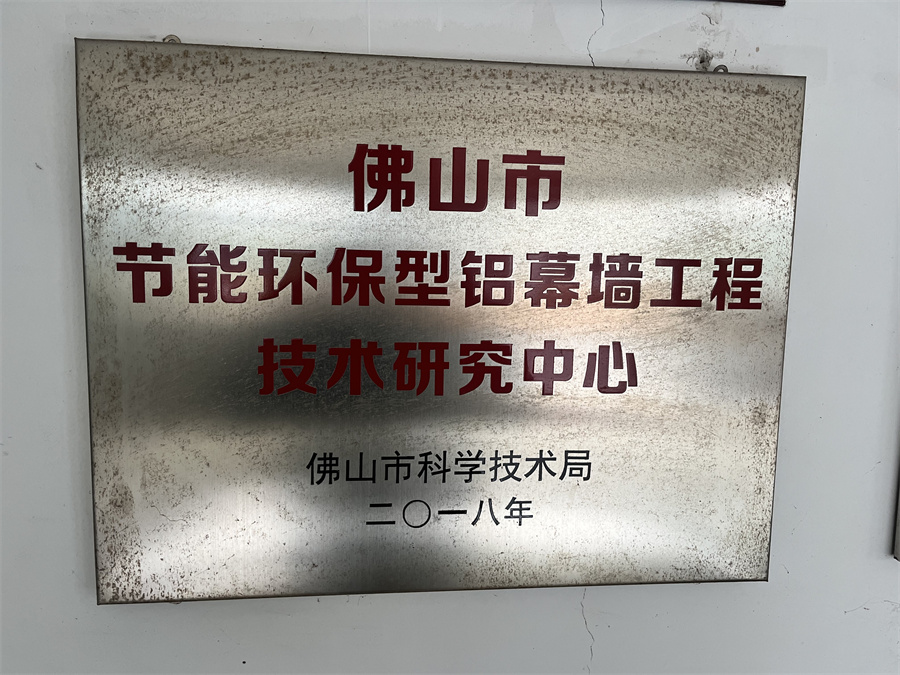 佛山市
节能环保型铝幕墙工程
技术研究中心
佛山市科学技术局
二〇一八年